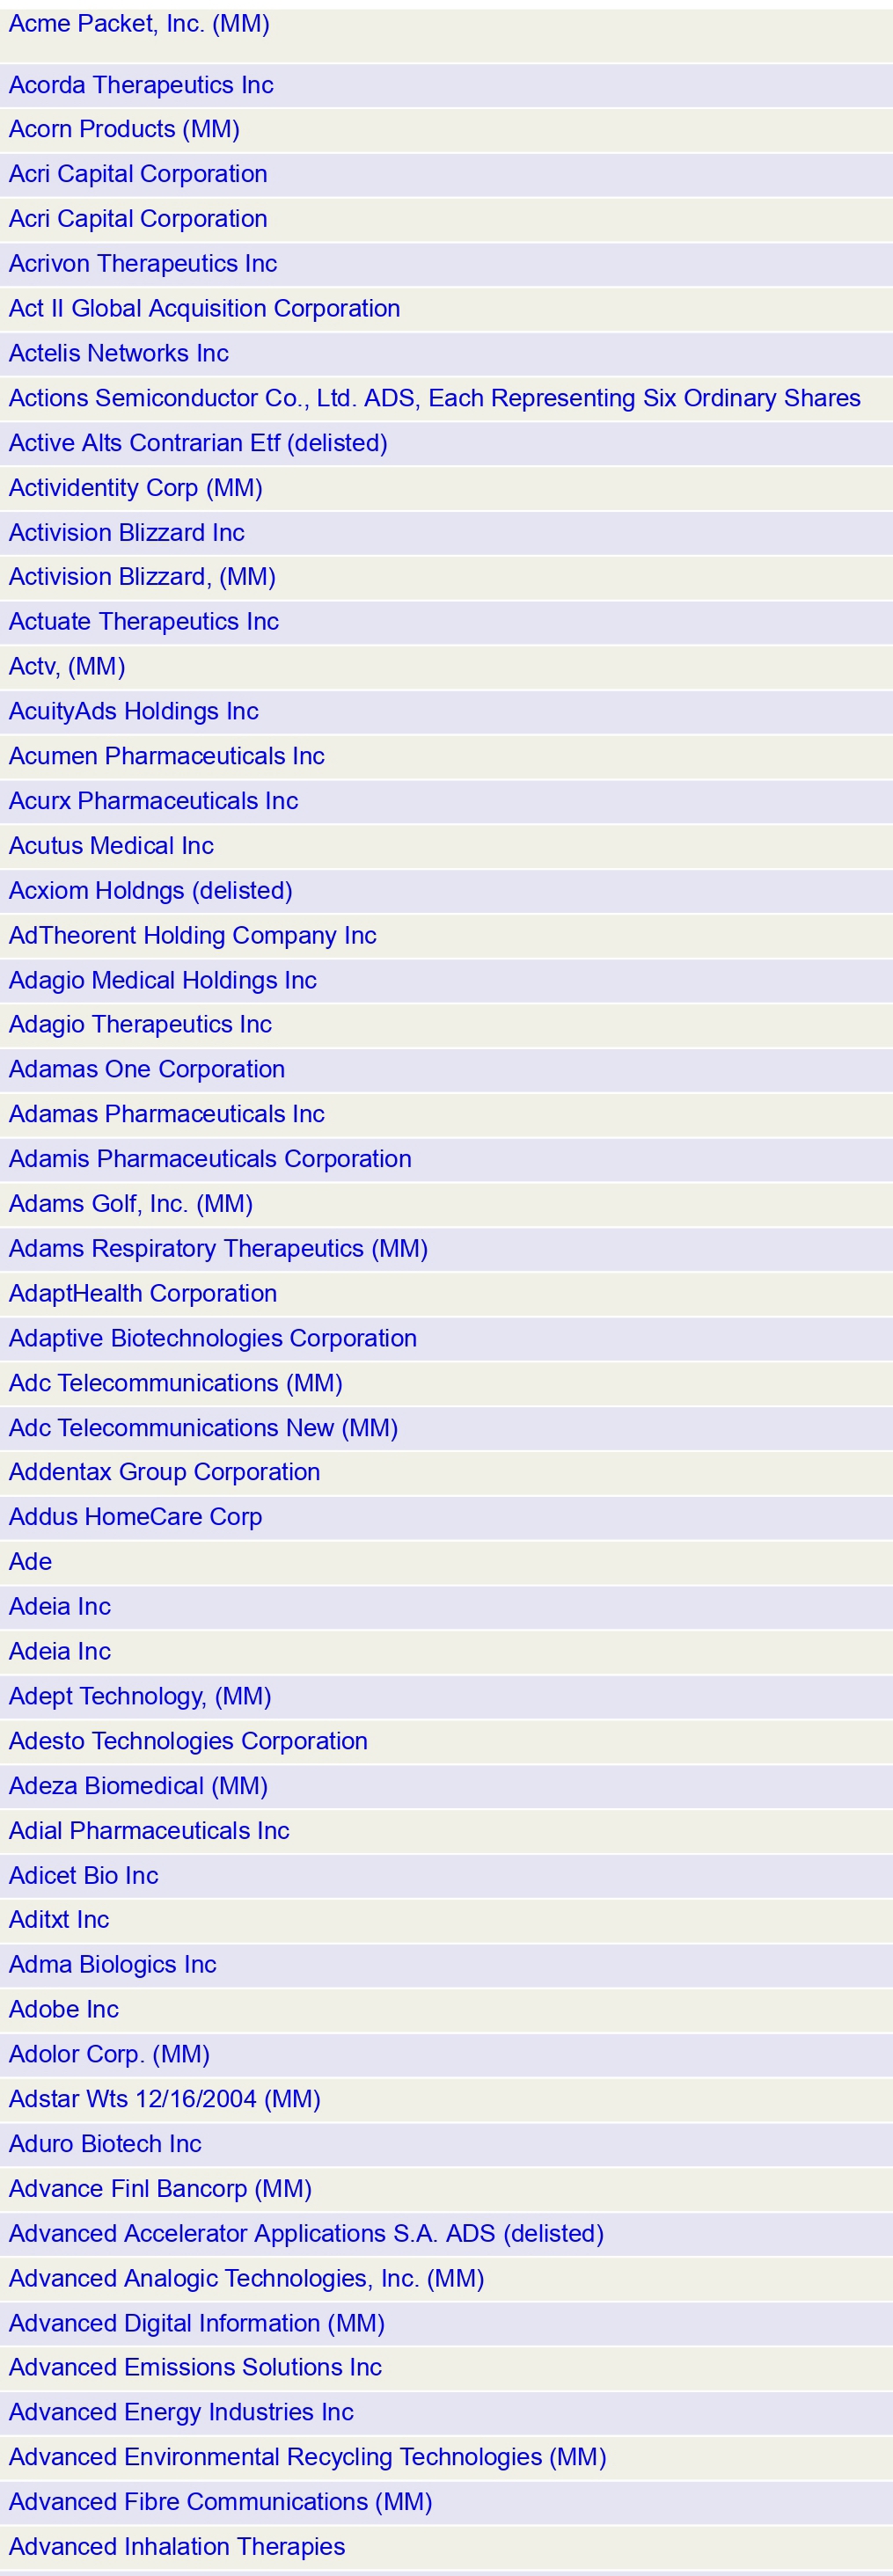 Acme Packet, Inc. (MM)
Acorda Therapeutics Inc
Acorn Products (MM)
Acri Capital Corporation
Acri Capital Corporation
Acrivon Therapeutics Inc
Act II Global Acquisition Corporation
Actelis Networks Inc
Actions Semiconductor Co., Ltd. ADS, Each Representing Six Ordinary Shares
Active Alts Contrarian Etf (delisted)
Actividentity Corp (MM)
Activision Blizzard Inc
Activision Blizzard, (MM)
Actuate Therapeutics Inc
Actv, (MM)
AcuityAds Holdings Inc
Acumen Pharmaceuticals Inc
Acurx Pharmaceuticals Inc
Acutus Medical Inc
Acxiom Holdngs (delisted)
AdTheorent Holding Company Inc
Adagio Medical Holdings Inc
Adagio Therapeutics Inc
Adamas One Corporation
Adamas Pharmaceuticals Inc
Adamis Pharmaceuticals Corporation
Adams Golf, Inc. (MM)
Adams Respiratory Therapeutics (MM)
AdaptHealth Corporation
Adaptive Biotechnologies Corporation
Adc Telecommunications (MM)
Adc Telecommunications New (MM)
Addentax Group Corporation
Addus HomeCare Corp
Ade
Adeia Inc
Adeia Inc
Adept Technology, (MM)
Adesto Technologies Corporation
Adeza Biomedical (MM)
Adial Pharmaceuticals Inc
Adicet Bio Inc
Aditxt Inc
Adma Biologics Inc
Adobe Inc
Adolor Corp. (MM)
Adstar Wts 12/16/2004 (MM)
Aduro Biotech Inc
Advance Finl Bancorp (MM)
Advanced Accelerator Applications S.A. ADS (delisted)
Advanced Analogic Technologies, Inc. (MM)
Advanced Digital Information (MM)
Advanced Emissions Solutions Inc
Advanced Energy Industries Inc
Advanced Environmental Recycling Technologies (MM)
Advanced Fibre Communications (MM)
Advanced Inhalation Therapies